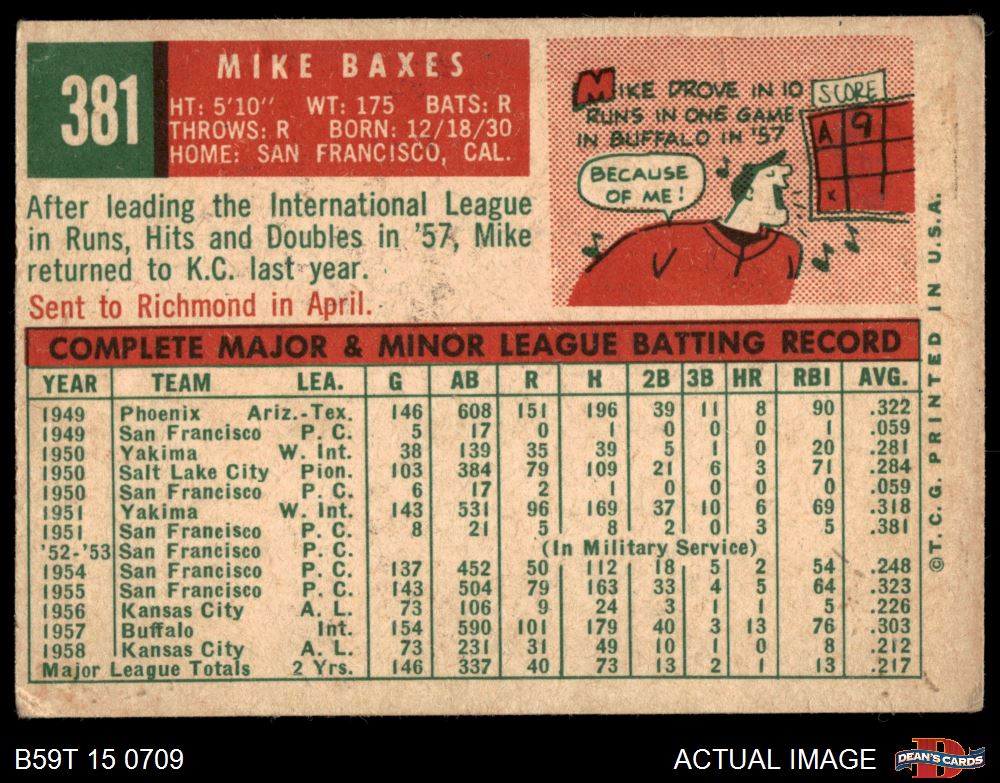 381
MIKE BAXES
HT: 5'10" WT: 175 BATS: R
THROWS: R BORN: 12/18/30
HOME: SAN FRANCISCO, CAL.
After leading the International League
in Runs, Hits and Doubles in '57, Mike
returned to K.C. last year.
Sent to Richmond in April.
MIKE DROVE IN 10
RUNS IN ONE GAME
IN BUFFALO IN '57
BECAUSE
OF ME!
SCORE
A 9
COMPLETE MAJOR & MINOR LEAGUE BATTING RECORD
YEAR TEAM LEA. G AB R H 2B 3B HR RBI AVG.
1949 Phoenix Ariz.-Tex. 146 608 151 196 39 11 8 90 .322
1949 San Francisco P. C. 5 17 0 1 0 0 0 1 .059
1950 Yakima W. Int. 38 139 35 39 5 1 0 20 .281
1950 Salt Lake City Pion. 103 384 79 109 21 6 3 71 .284
1950 San Francisco P. C. 6 17 2 1 0 0 0 0 .059
1951 Yakima W. Int. 143 531 96 169 37 10 6 69 .318
1951 San Francisco P. C. 8 21 5 8 2 0 3 5 .381
'52-'53 San Francisco P. C. (In Military Service)
1954 San Francisco P. C. 137 452 50 112 18 5 2 54 .248
1955 San Francisco P. C. 143 504 79 163 33 4 5 64 .323
1956 Kansas City A. L. 73 106 9 24 3 1 1 5 .226
1957 Buffalo Int. 154 590 101 179 40 3 13 76 .303
1958 Kansas City A. L. 73 231 31 49 10 1 0 8 .212
Major League Totals 2 Yrs. 146 337 40 73 13 2 1 13 .217
©T.C.G. PRINTED IN U.S.A.
B59T 15 0709
ACTUAL IMAGE
D
DEAN'S CARDS